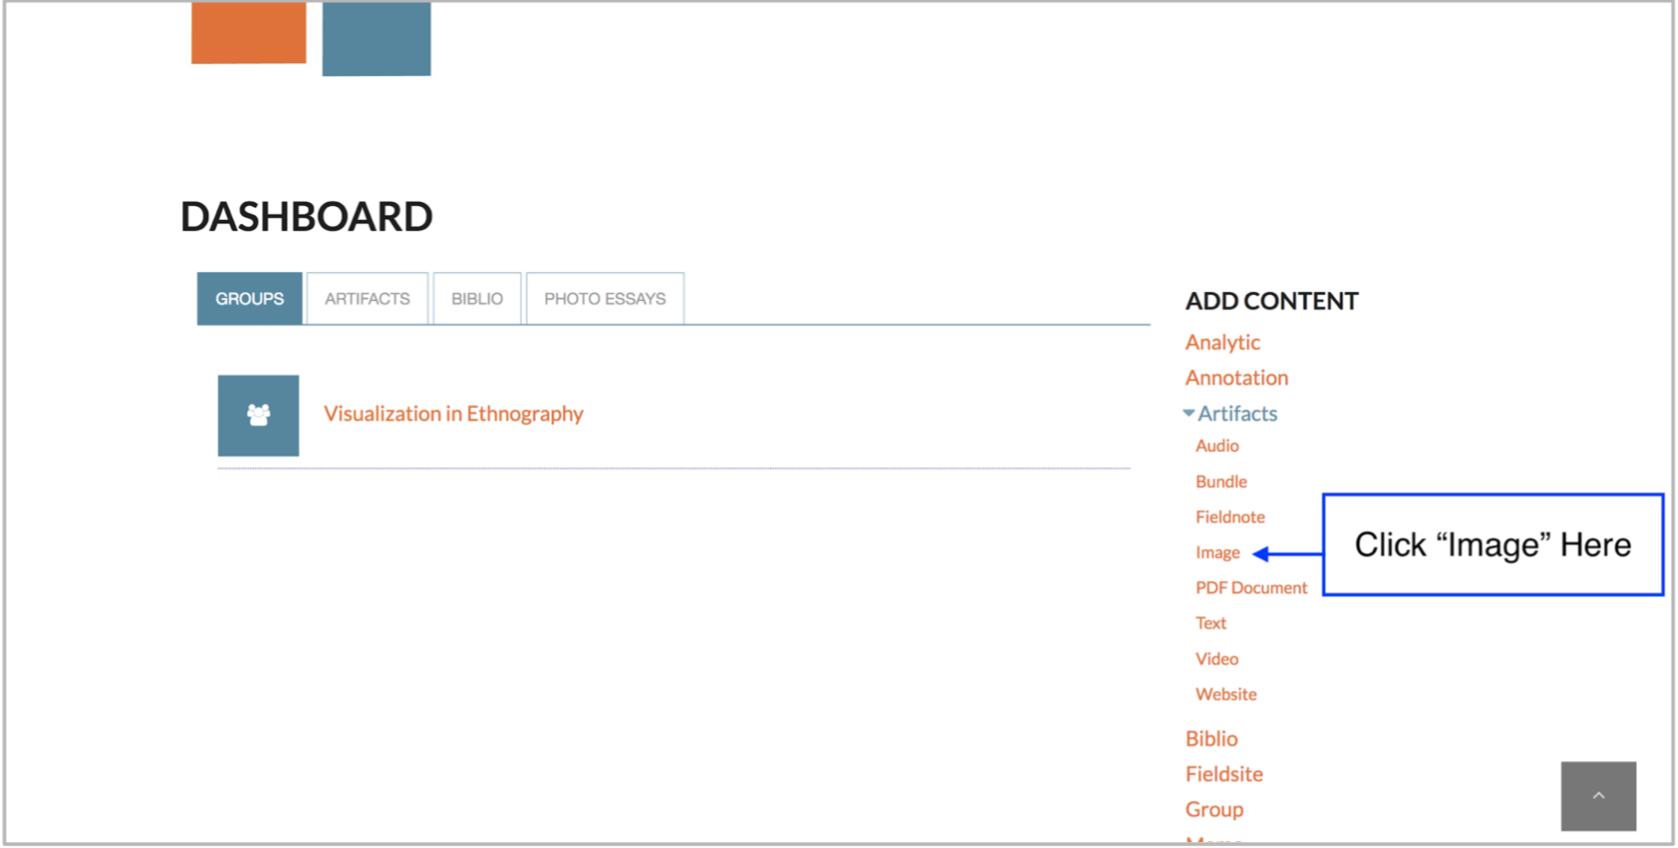 DASHBOARD
GROUPS
ARTIFACTS
BIBLIO
PHOTO ESSAYS
Visualization in Ethnography
ADD CONTENT
Analytic
Annotation
Artifacts
Audio
Bundle
Fieldnote
Image
Click “Image” Here
PDF Document
Text
Video
Website
Biblio
Fieldsite
Group